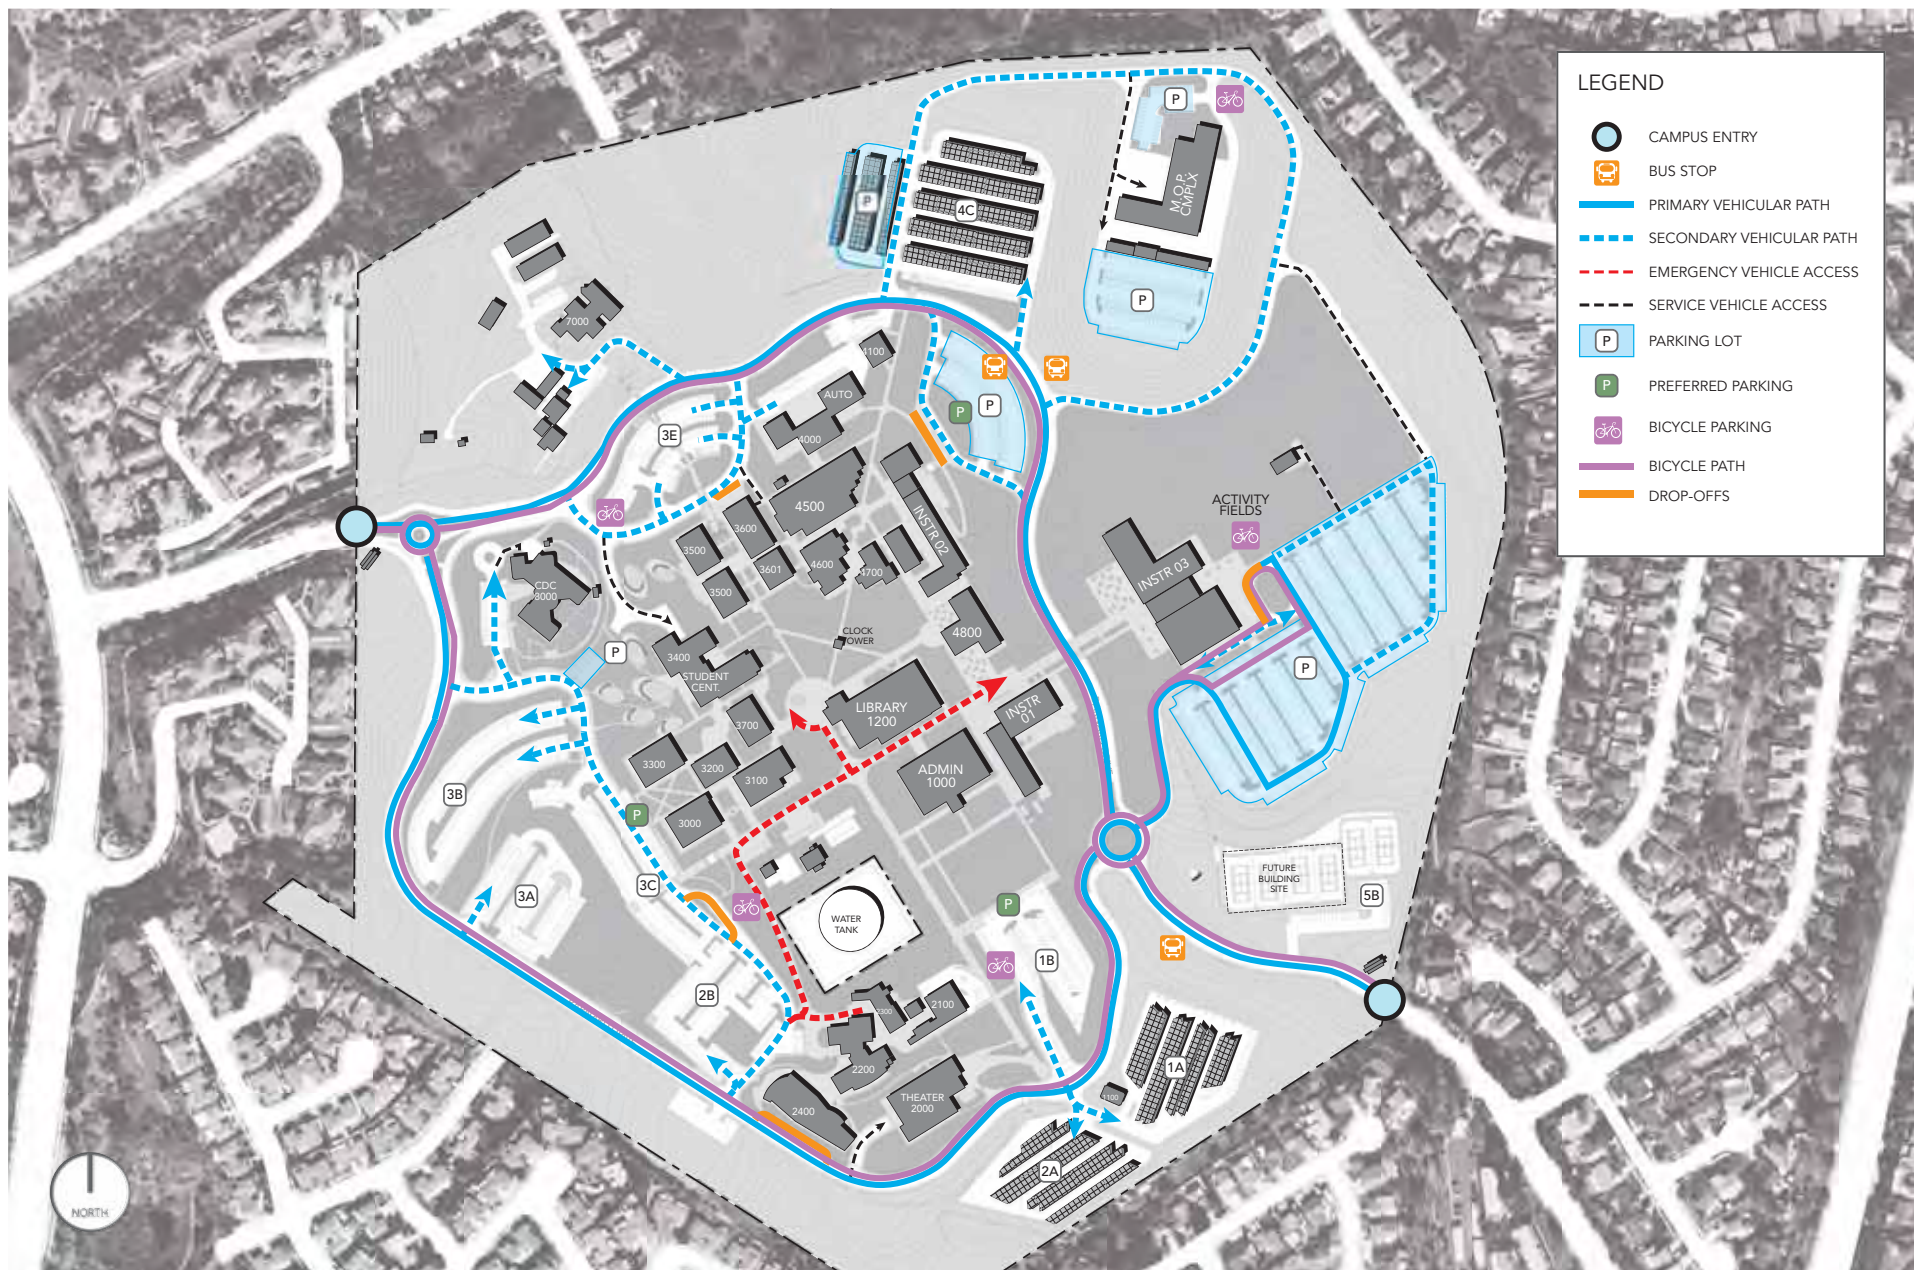 LEGEND
CAMPUS ENTRY
BUS STOP
PRIMARY VEHICULAR PATH
SECONDARY VEHICULAR PATH
EMERGENCY VEHICLE ACCESS
SERVICE VEHICLE ACCESS
P
PARKING LOT
P
PREFERRED PARKING
BICYCLE PARKING
BICYCLE PATH
DROP-OFFS
P
P
4C
M.O.P.
CMPLX
P
7000
4100
AUTO
P
P
3E
4000
4500
INSTR 02
ACTIVITY
FIELDS
3600
3500
3601
4600
4700
INSTR 03
CDC
8000
3500
CLOCK
TOWER
4800
P
3400
STUDENT
CENT.
P
LIBRARY
1200
INSTR
01
3700
3300
3200
3100
ADMIN
1000
3B
P
3000
FUTURE
BUILDING
SITE
3C
3A
5B
P
WATER
TANK
1B
2B
2300
2100
2200
1A
THEATER
2000
2400
1100
2A
NORTH